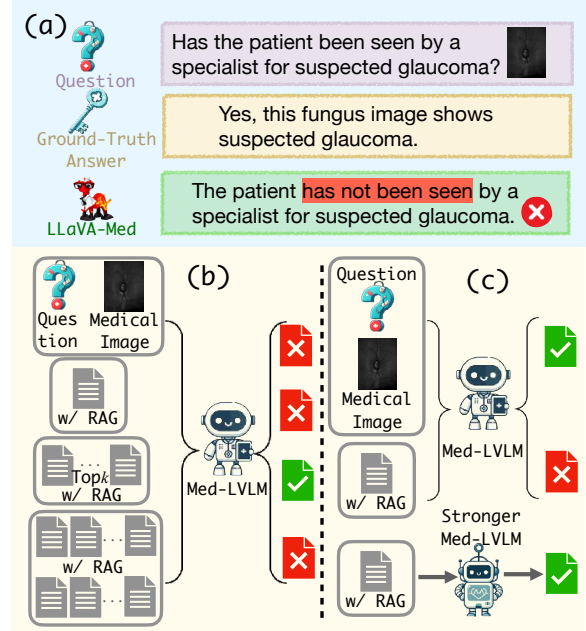 (a)
Question
Has the patient been seen by a
specialist for suspected glaucoma?
Ground-Truth
Answer
Yes, this fungus image shows
suspected glaucoma.
LLaVA-Med
The patient has not been seen by a
specialist for suspected glaucoma.
(b)
Ques
tion
Medical
Image
w/ RAG
...
Topk
w/ RAG
...
w/ RAG
...
Med-LVLM
(c)
Question
Medical
Image
w/ RAG
Med-LVLM
w/ RAG
Stronger
Med-LVLM